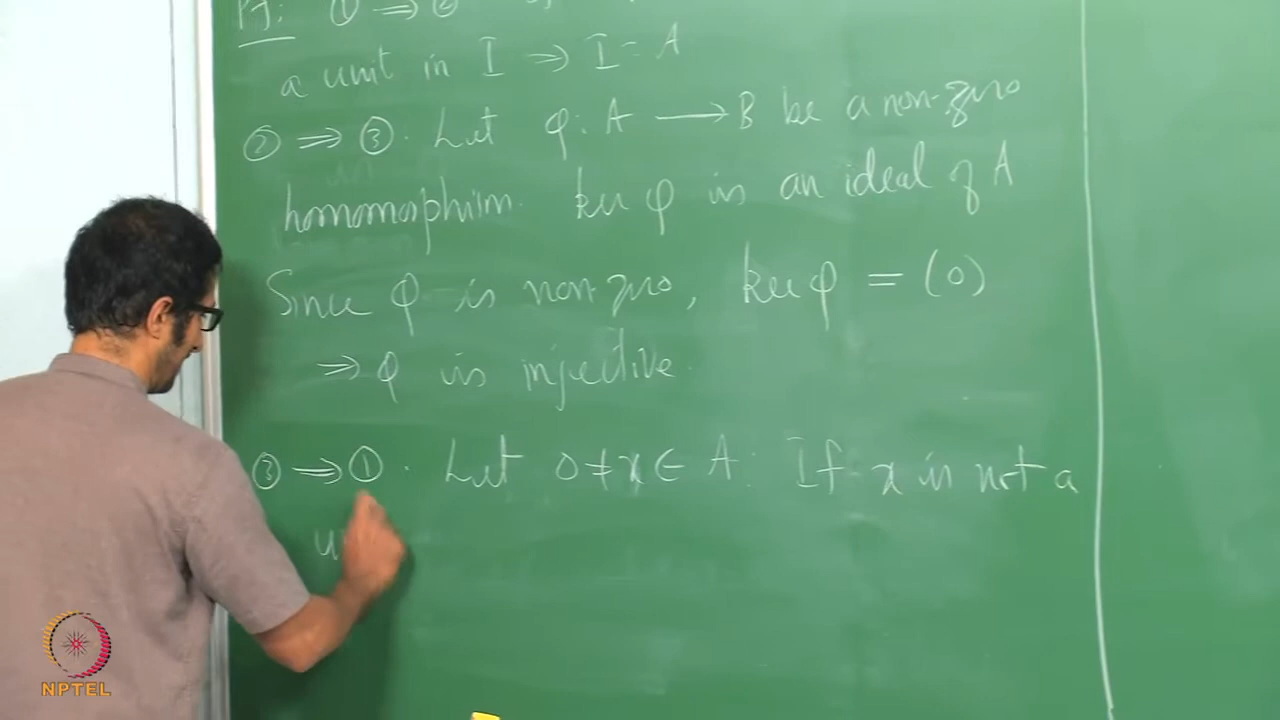 Pf: ① ⇒ ②
a unit in I ⇒ I = A
② ⇒ ③. Let φ: A ⟶ B be a non-zero
homomorphism. ker φ is an ideal of A
Since φ is non-zero, ker φ = (0)
⇒ φ is injective.
③ ⇒ ①. Let 0 ≠ x ∈ A. If x is not a
u
NPTEL